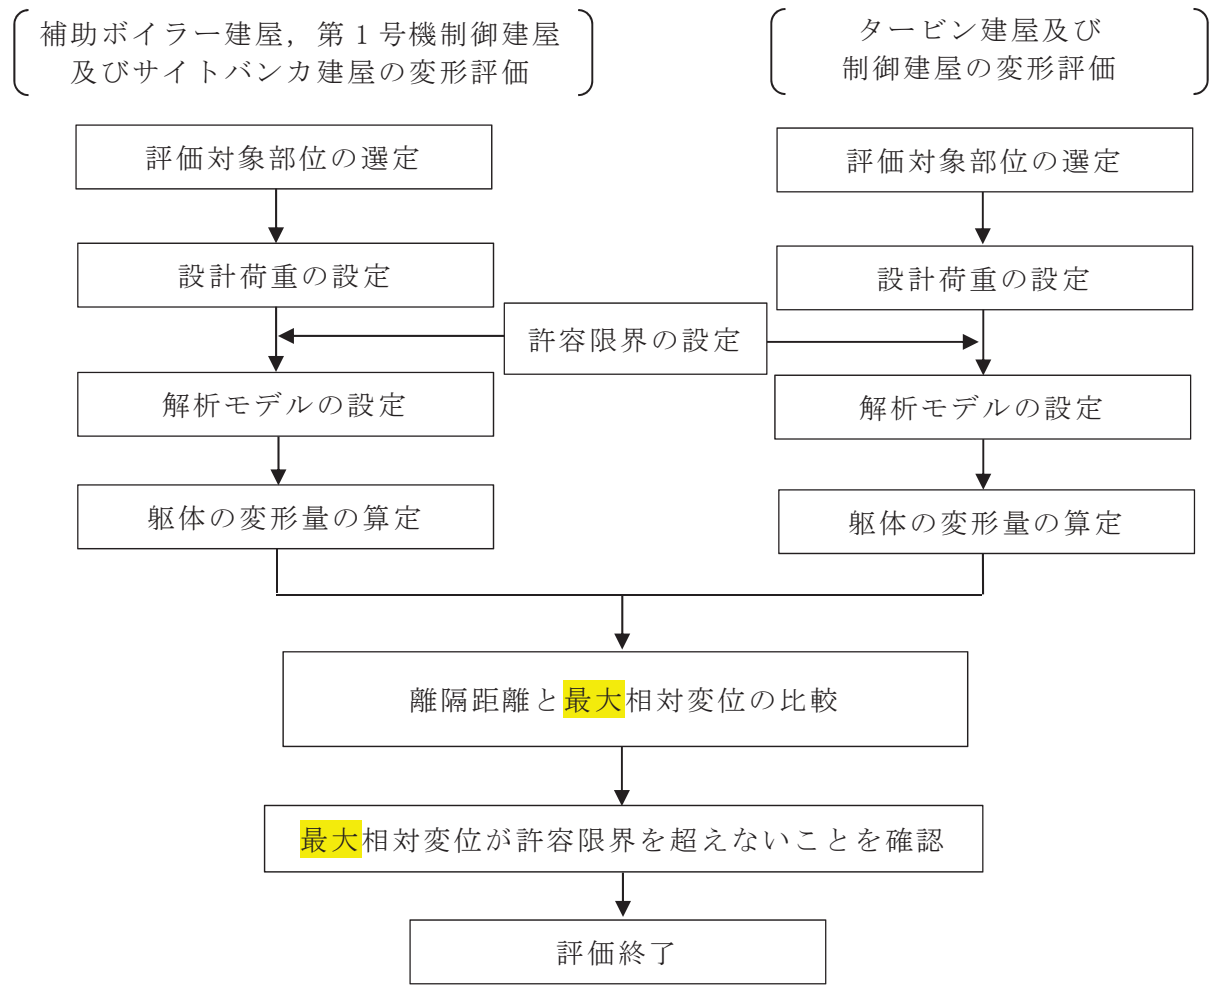 補助ボイラー建屋，第1号機制御建屋
及びサイトバンカ建屋の変形評価
タービン建屋及び
制御建屋の変形評価
評価対象部位の選定
評価対象部位の選定
設計荷重の設定
設計荷重の設定
許容限界の設定
解析モデルの設定
解析モデルの設定
躯体の変形量の算定
躯体の変形量の算定
離隔距離と最大相対変位の比較
最大相対変位が許容限界を超えないことを確認
評価終了